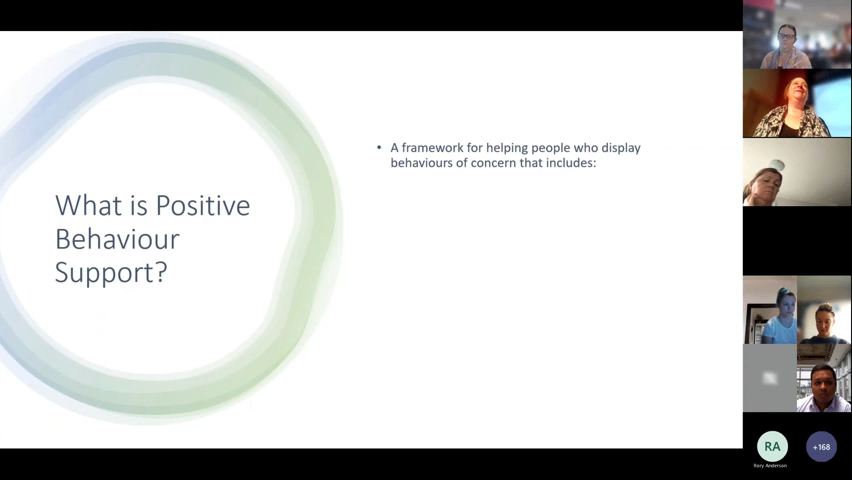 What is Positive
Behaviour
Support?
• A framework for helping people who display
behaviours of concern that includes:
RA
Rory Anderson
+168